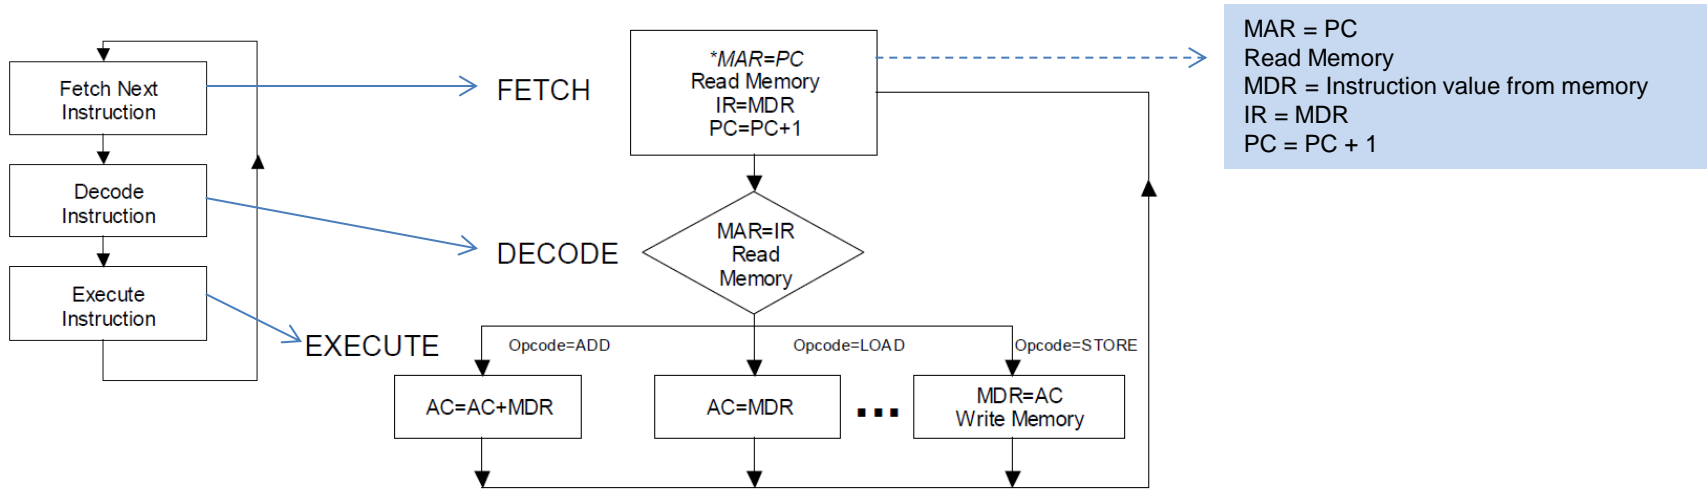 Fetch Next
Instruction
Decode
Instruction
Execute
Instruction
FETCH
DECODE
EXECUTE
*MAR=PC
Read Memory
IR=MDR
PC=PC+1
MAR=IR
Read
Memory
Opcode=ADD
Opcode=LOAD
Opcode=STORE
AC=AC+MDR
AC=MDR
...
MDR=AC
Write Memory
MAR = PC
Read Memory
MDR = Instruction value from memory
IR = MDR
PC = PC + 1